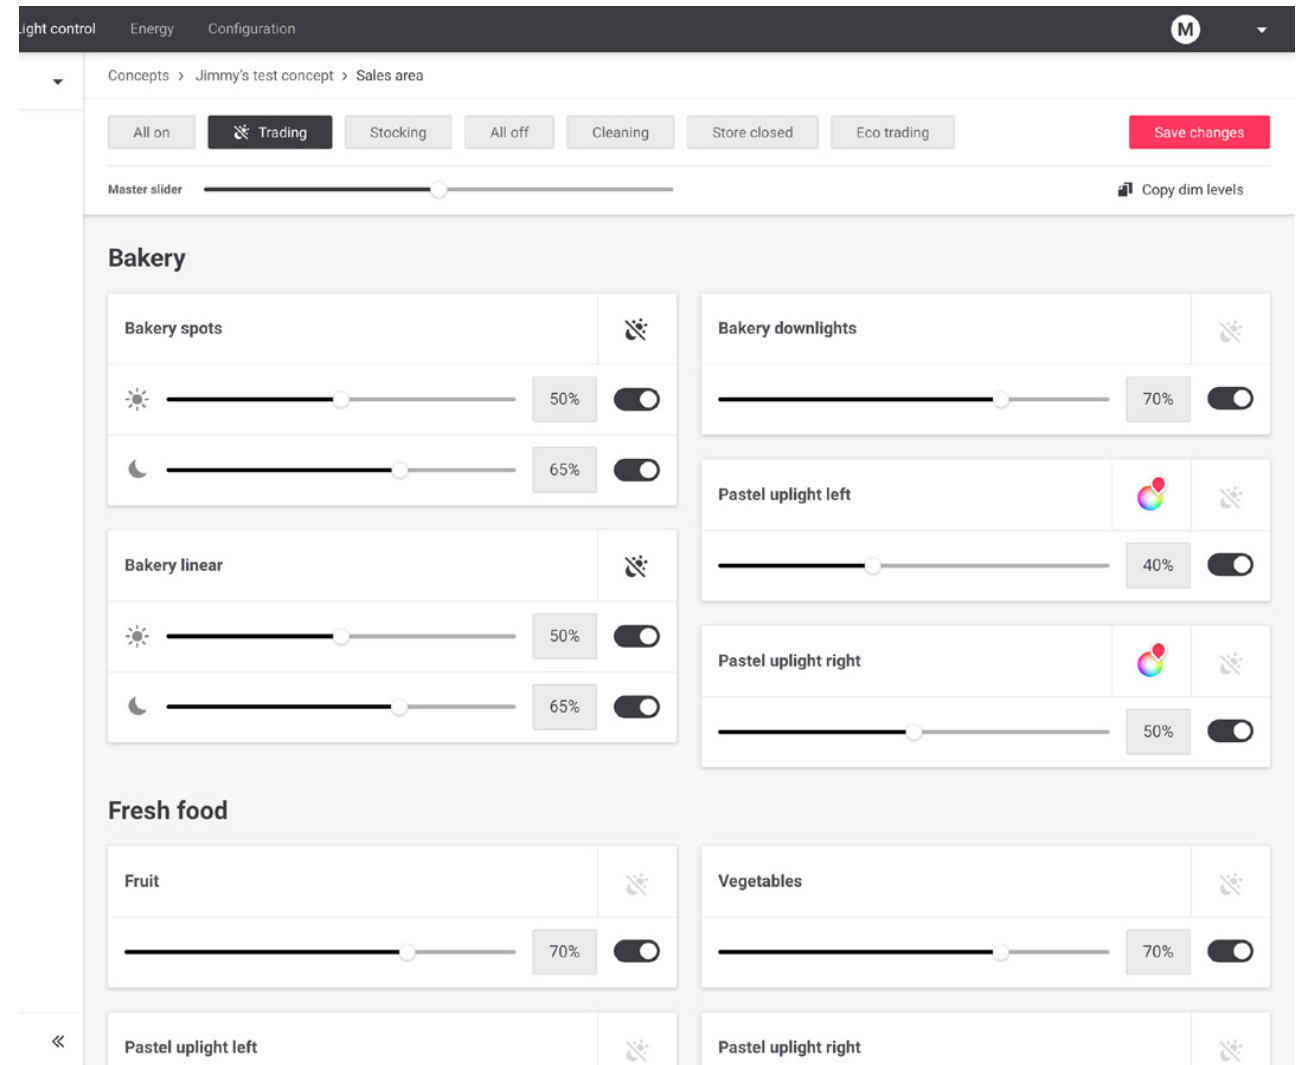 ight control Energy Configuration M
Concepts > Jimmy's test concept > Sales area
All on Trading Stocking All off Cleaning Store closed Eco trading Save changes
Master slider Copy dim levels
Bakery
Bakery spots
50%
65%
Bakery linear
50%
65%
Bakery downlights
70%
Pastel uplight left
40%
Pastel uplight right
50%
Fresh food
Fruit
70%
Vegetables
70%
Pastel uplight left
Pastel uplight right